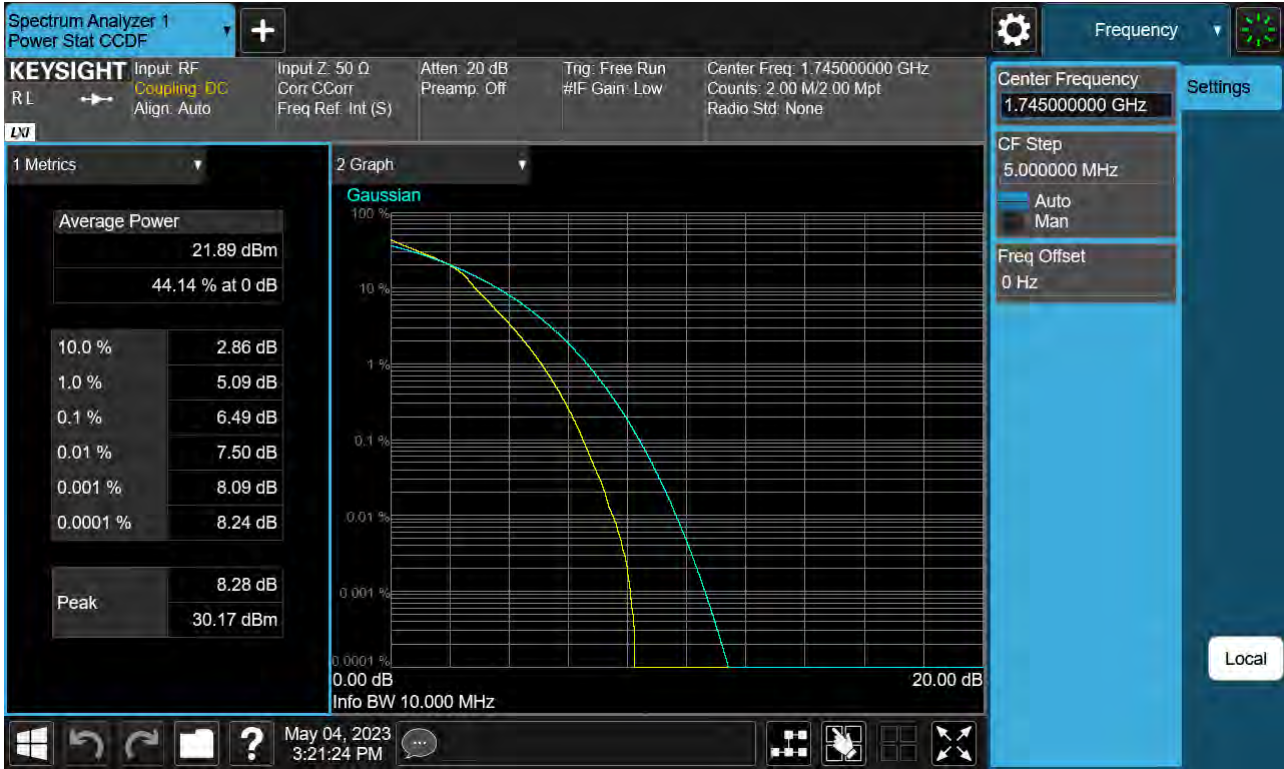 Spectrum Analyzer 1
Power Stat CCDF
Frequency
KEYSIGHT
R L
LXI
Input: RF
Coupling: DC
Align: Auto
Input Z: 50 Ω
Corr CCorr
Freq Ref: Int (S)
Atten: 20 dB
Preamp: Off
Trig: Free Run
#IF Gain: Low
Center Freq: 1.745000000 GHz
Counts: 2.00 M/2.00 Mpt
Radio Std: None
Center Frequency
1.745000000 GHz
Settings
CF Step
5.000000 MHz
Auto
Man
Freq Offset
0 Hz
Local
1 Metrics
Average Power
21.89 dBm
44.14 % at 0 dB
10.0 % 2.86 dB
1.0 % 5.09 dB
0.1 % 6.49 dB
0.01 % 7.50 dB
0.001 % 8.09 dB
0.0001 % 8.24 dB
Peak
8.28 dB
30.17 dBm
2 Graph
Gaussian
100 %
10 %
1 %
0.1 %
0.01 %
0.001 %
0.0001 %
0.00 dB 20.00 dB
Info BW 10.000 MHz
?
May 04, 2023
3:21:24 PM